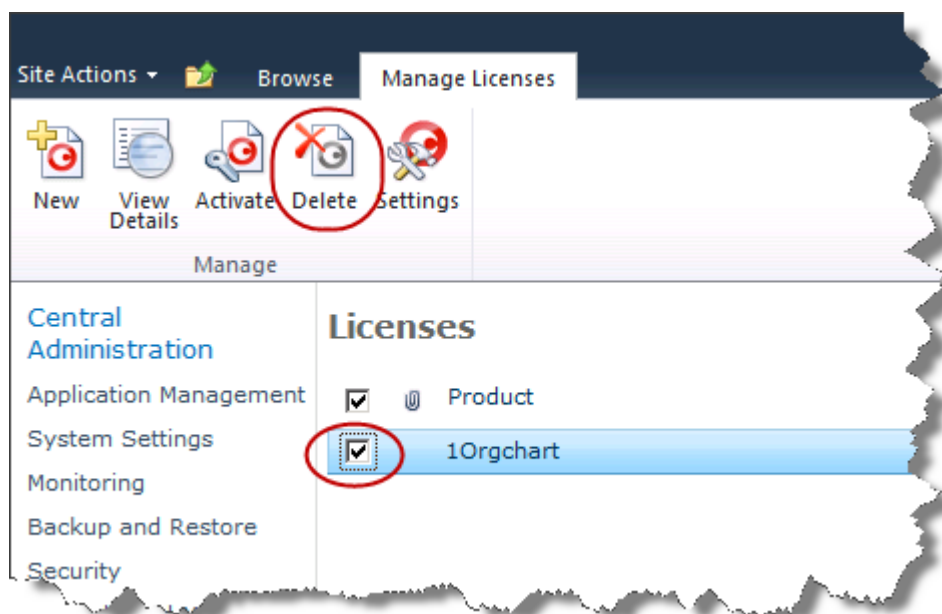 Site Actions Browse Manage Licenses
New View Details Activate Delete Settings
Manage
Central
Administration
Licenses
Application Management
Product
System Settings
1Orgchart
Monitoring
Backup and Restore
Security